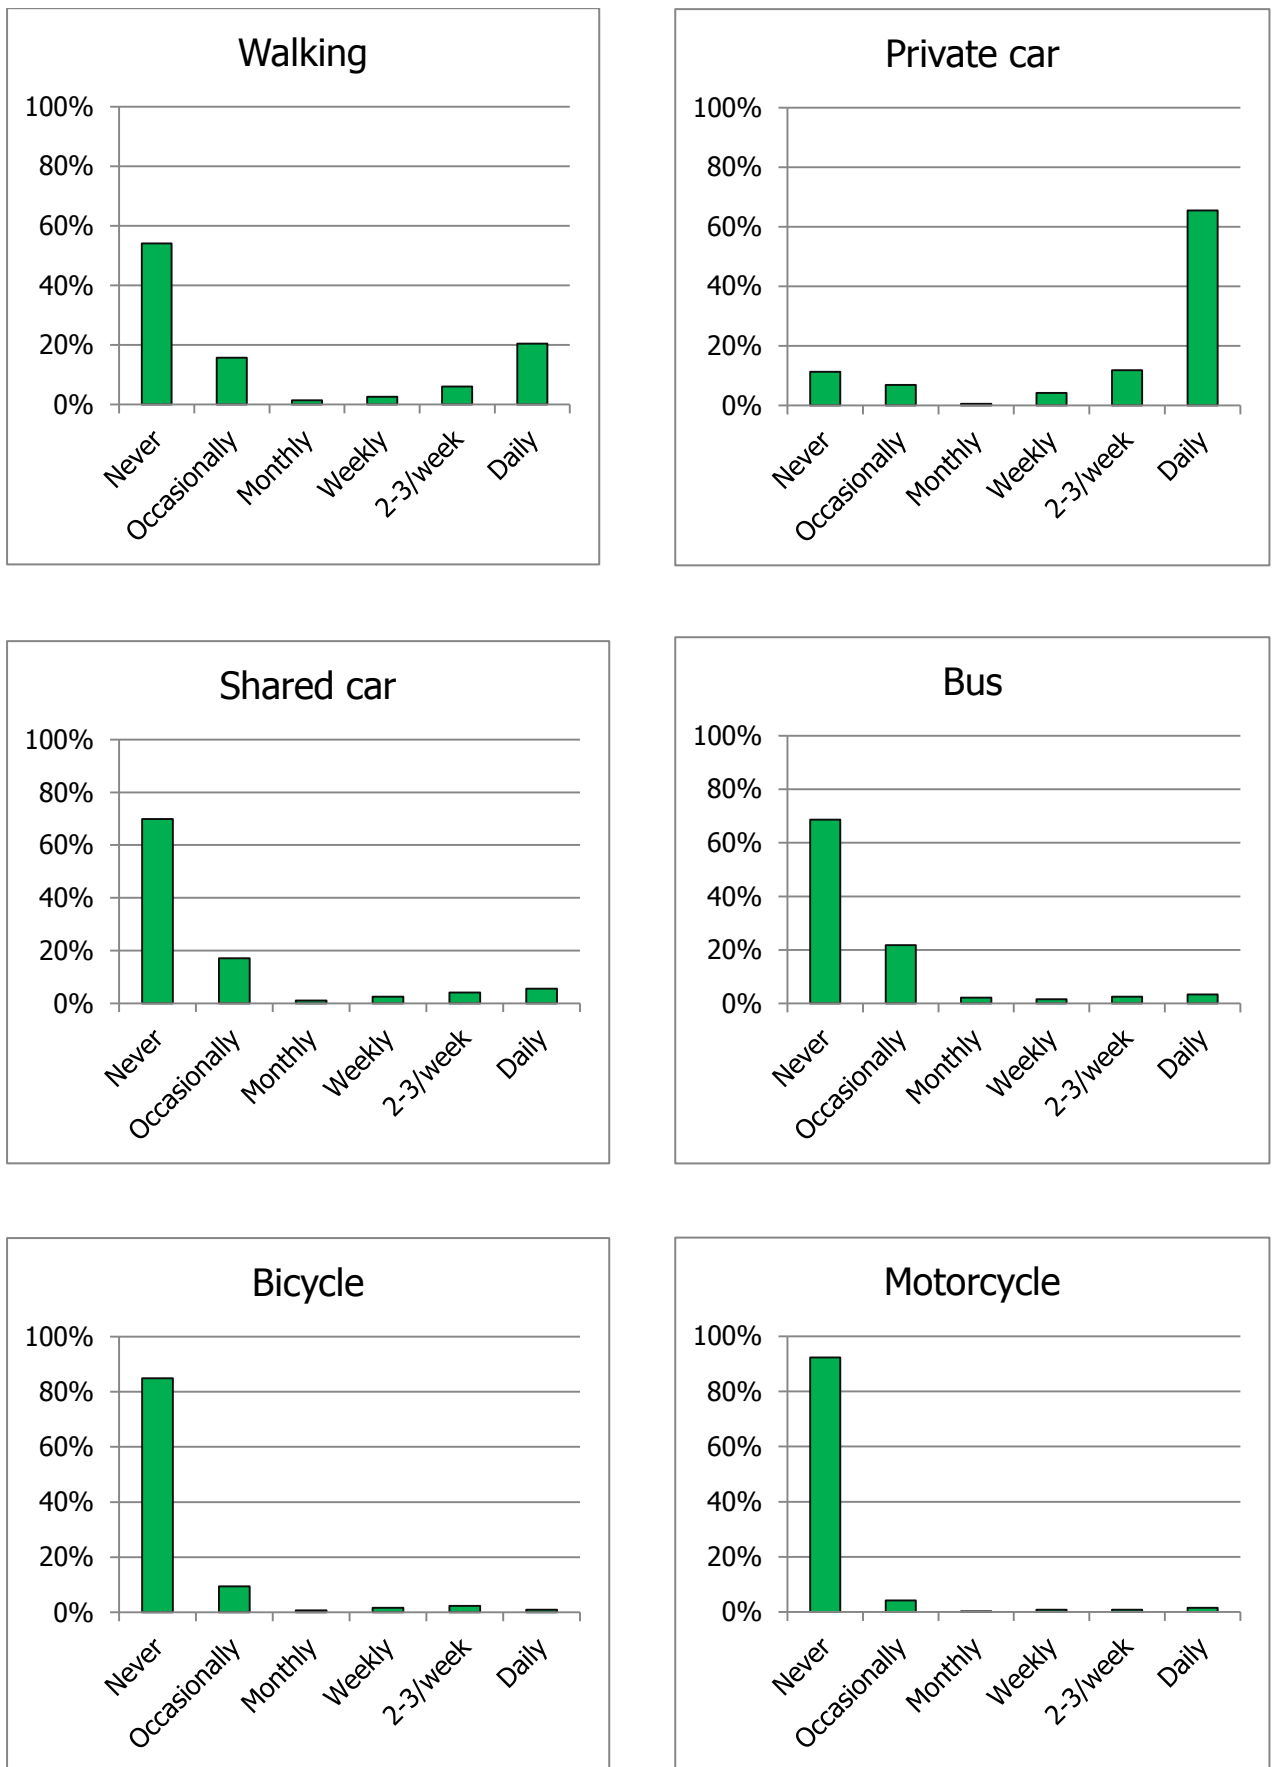 Walking
100%
80%
60%
40%
20%
0%
Never
Occasionally
Monthly
Weekly
2-3/week
Daily
Private car
100%
80%
60%
40%
20%
0%
Never
Occasionally
Monthly
Weekly
2-3/week
Daily
Shared car
100%
80%
60%
40%
20%
0%
Never
Occasionally
Monthly
Weekly
2-3/week
Daily
Bus
100%
80%
60%
40%
20%
0%
Never
Occasionally
Monthly
Weekly
2-3/week
Daily
Bicycle
100%
80%
60%
40%
20%
0%
Never
Occasionally
Monthly
Weekly
2-3/week
Daily
Motorcycle
100%
80%
60%
40%
20%
0%
Never
Occasionally
Monthly
Weekly
2-3/week
Daily